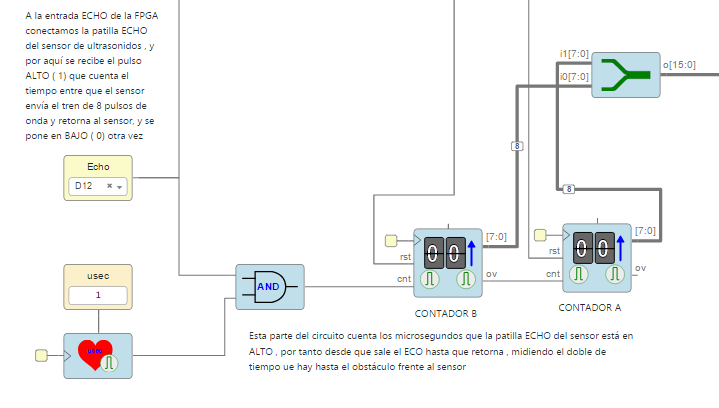 A la entrada ECHO de la FPGA
conectamos la patilla ECHO
del sensor de ultrasonidos , y
por aquí se recibe el pulso
ALTO ( 1) que cuenta el
tiempo entre que el sensor
envía el tren de 8 pulsos de
onda y retorna al sensor, y se
pone en BAJO ( 0) otra vez
Echo
D12
usec
1
usec
AND
rst
cnt
00
[7:0]
ov
CONTADOR B
8
rst
cnt
00
[7:0]
ov
CONTADOR A
8
i1[7:0]
i0[7:0]
o[15:0]
Esta parte del circuito cuenta los microsegundos que la patilla ECHO del sensor está en
ALTO , por tanto desde que sale el ECO hasta que retorna , midiendo el doble de
tiempo ue hay hasta el obstáculo frente al sensor